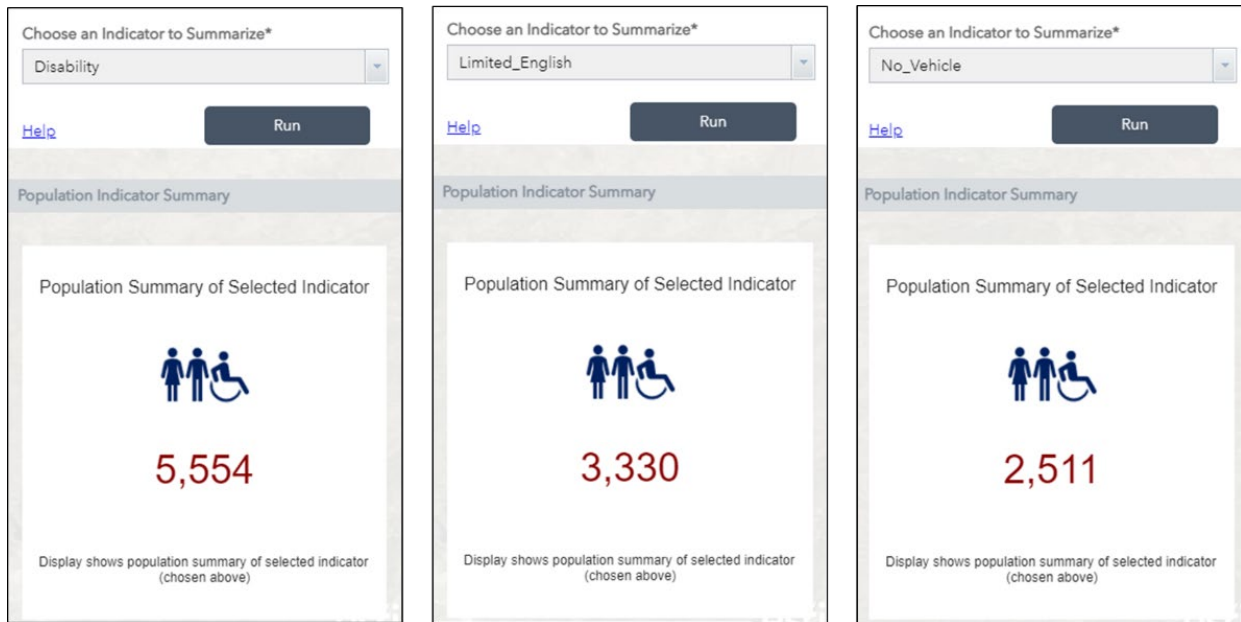 Choose an Indicator to Summarize*
Disability
Help
Run
Population Indicator Summary
Population Summary of Selected Indicator
5,554
Display shows population summary of selected indicator
(chosen above)
Choose an Indicator to Summarize*
Limited_English
Help
Run
Population Indicator Summary
Population Summary of Selected Indicator
3,330
Display shows population summary of selected indicator
(chosen above)
Choose an Indicator to Summarize*
No_Vehicle
Help
Run
Population Indicator Summary
Population Summary of Selected Indicator
2,511
Display shows population summary of selected indicator
(chosen above)